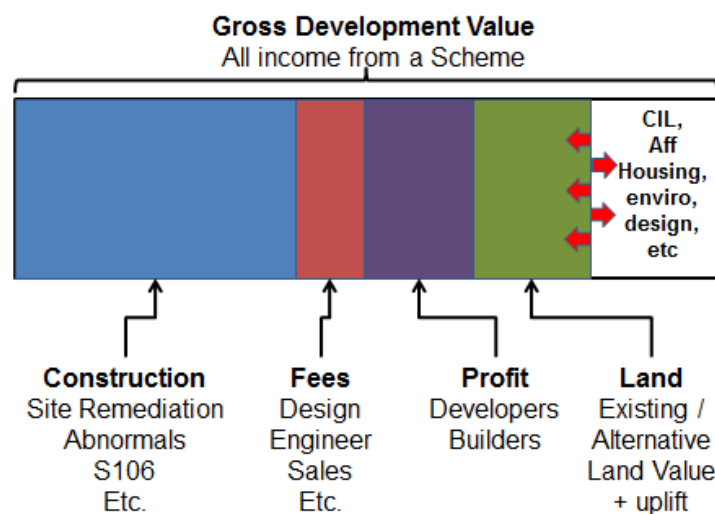 Gross Development Value
All income from a Scheme
CIL,
Aff
Housing,
enviro,
design,
etc
Construction
Site Remediation
Abnormals
S106
Etc.
Fees
Design
Engineer
Sales
Etc.
Profit
Developers
Builders
Land
Existing /
Alternative
Land Value
+ uplift